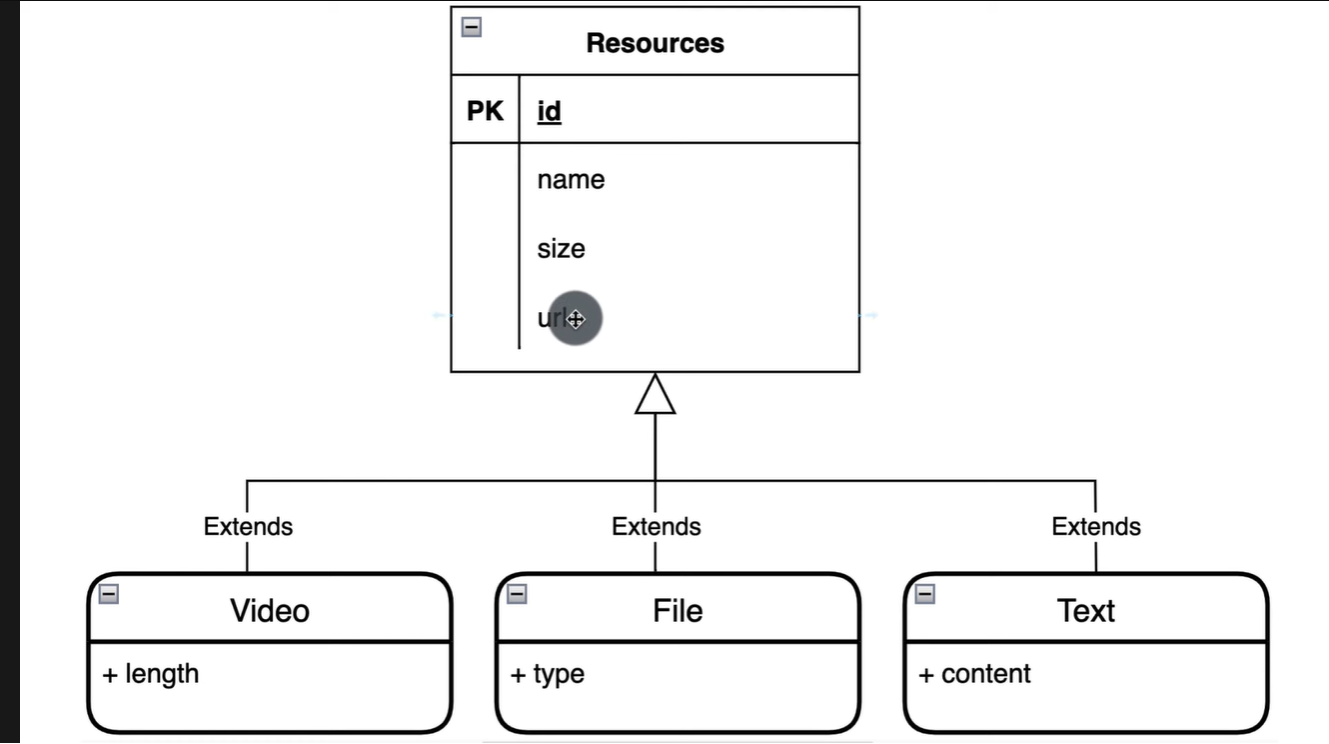 Resources
PK id
name
size
url
Extends Extends Extends
Video File Text
+ length + type + content